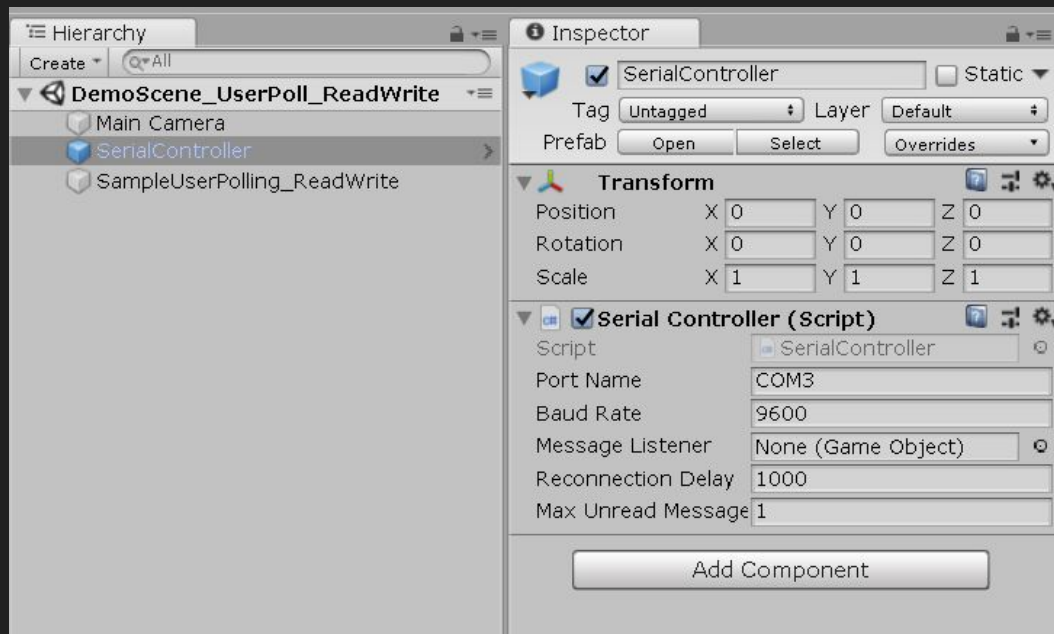 Hierarchy
Create
All
DemoScene_UserPoll_ReadWrite
Main Camera
SerialController
SampleUserPolling_ReadWrite
Inspector
SerialController Static
Tag Untagged Layer Default
Prefab Open Select Overrides
Transform
Position X 0 Y 0 Z 0
Rotation X 0 Y 0 Z 0
Scale X 1 Y 1 Z 1
Serial Controller (Script)
Script SerialController
Port Name COM3
Baud Rate 9600
Message Listener None (Game Object)
Reconnection Delay 1000
Max Unread Message 1
Add Component